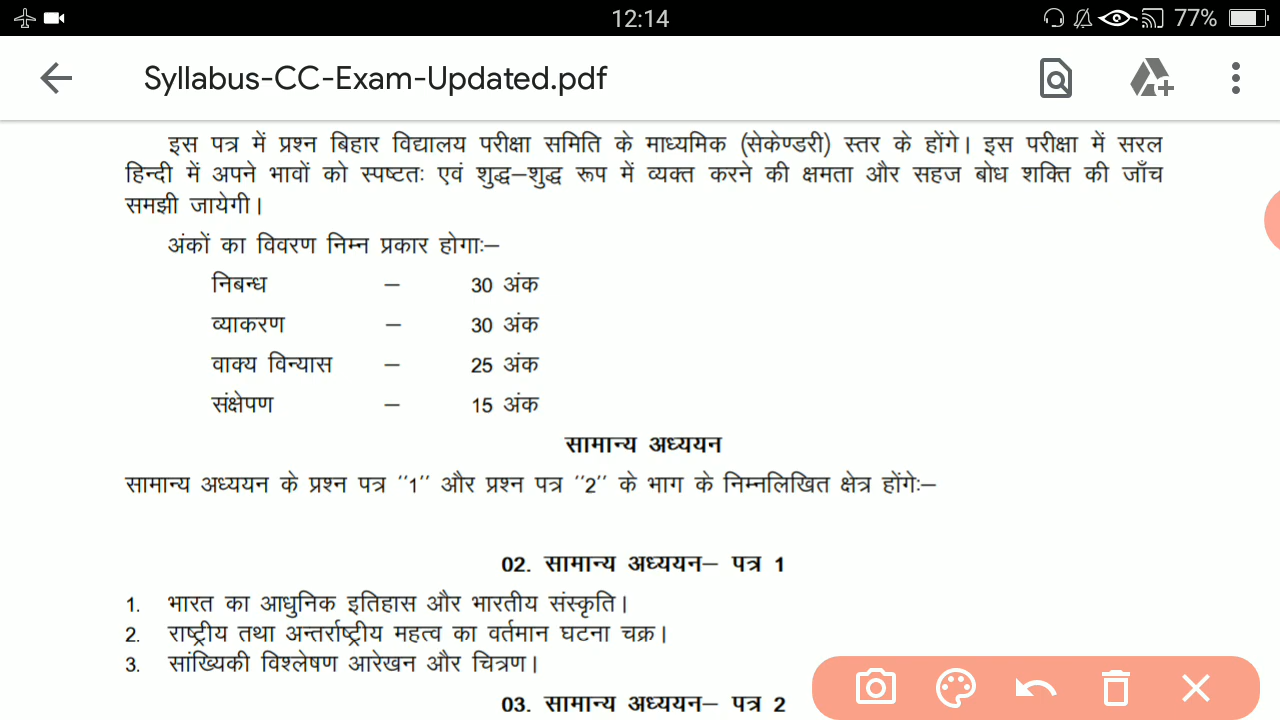 12:14
77%
Syllabus-CC-Exam-Updated.pdf
इस पत्र में प्रश्न बिहार विद्यालय परीक्षा समिति के माध्यमिक (सेकेण्डरी) स्तर के होंगे। इस परीक्षा में सरल
हिन्दी में अपने भावों को स्पष्टतः एवं शुद्ध–शुद्ध रूप में व्यक्त करने की क्षमता और सहज बोध शक्ति की जाँच
समझी जायेगी।
अंकों का विवरण निम्न प्रकार होगाः–
निबन्ध – 30 अंक
व्याकरण – 30 अंक
वाक्य विन्यास – 25 अंक
संक्षेपण – 15 अंक
सामान्य अध्ययन
सामान्य अध्ययन के प्रश्न पत्र ''1'' और प्रश्न पत्र ''2'' के भाग के निम्नलिखित क्षेत्र होंगेः–
02. सामान्य अध्ययन– पत्र 1
1. भारत का आधुनिक इतिहास और भारतीय संस्कृति।
2. राष्ट्रीय तथा अन्तर्राष्ट्रीय महत्व का वर्तमान घटना चक्र।
3. सांख्यिकी विश्लेषण आरेखन और चित्रण।
03. सामान्य अध्ययन– पत्र 2